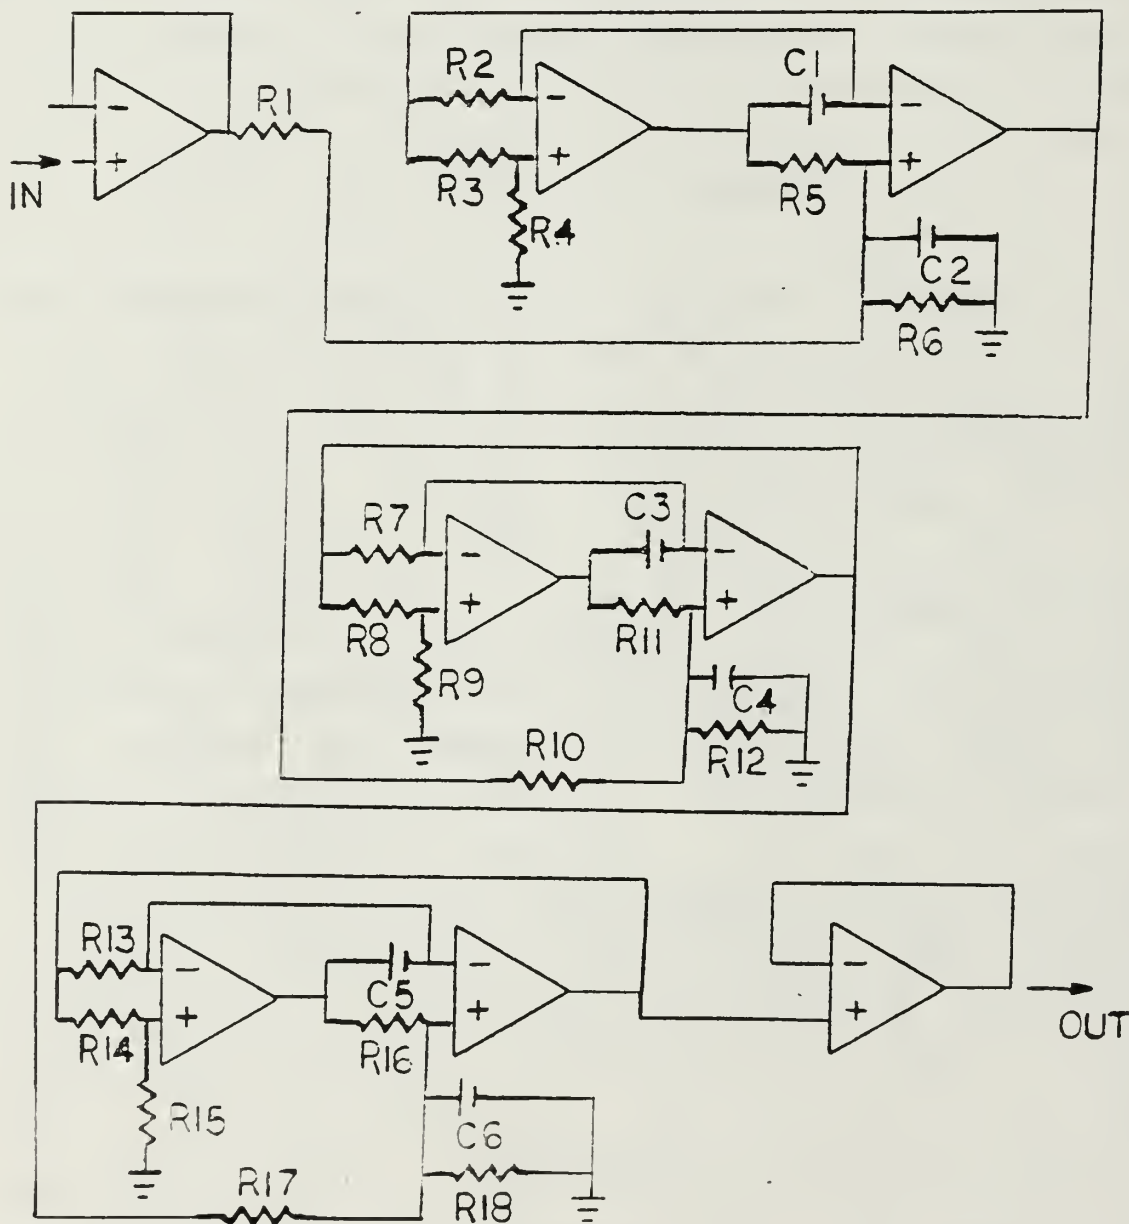 R1
IN
-
+
R2
C1
-
-
+
+
R3
R5
R4
C2
R6
R7
C3
-
-
+
+
R8
R11
R9
C4
R10
R12
R13
-
-
-
C5
+
+
+
R14
R16
OUT
R15
C6
R17
R18